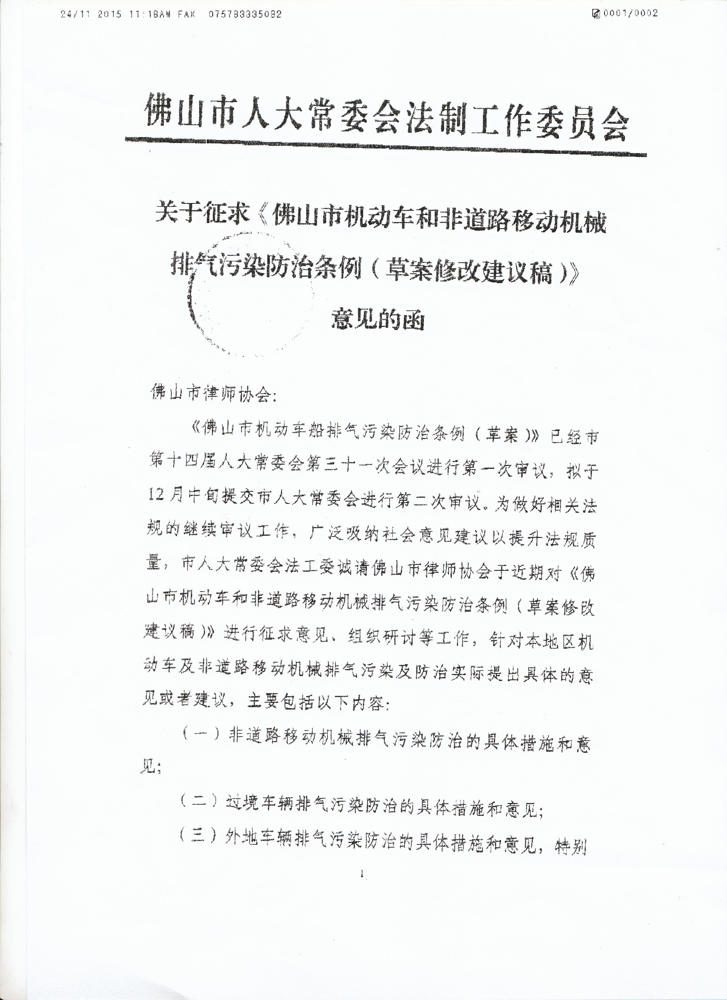 24/11 2015 11:18AM FAX 075783335092
0001/0002
佛山市人大常委会法制工作委员会
关于征求《佛山市机动车和非道路移动机械
排气污染防治条例（草案修改建议稿）》
意见的函
佛山市律师协会：
《佛山市机动车船排气污染防治条例（草案）》已经市
第十四届人大常委会第三十一次会议进行第一次审议，拟于
12月中旬提交市人大常委会进行第二次审议。为做好相关法
规的继续审议工作，广泛吸纳社会意见建议以提升法规质
量，市人大常委会法工委诚请佛山市律师协会于近期对《佛
山市机动车和非道路移动机械排气污染防治条例（草案修改
建议稿）》进行征求意见、组织研讨等工作，针对本地区机
动车及非道路移动机械排气污染及防治实际提出具体的意
见或者建议，主要包括以下内容：
（一）非道路移动机械排气污染防治的具体措施和意
见；
（二）过境车辆排气污染防治的具体措施和意见；
（三）外地车辆排气污染防治的具体措施和意见，特别
1